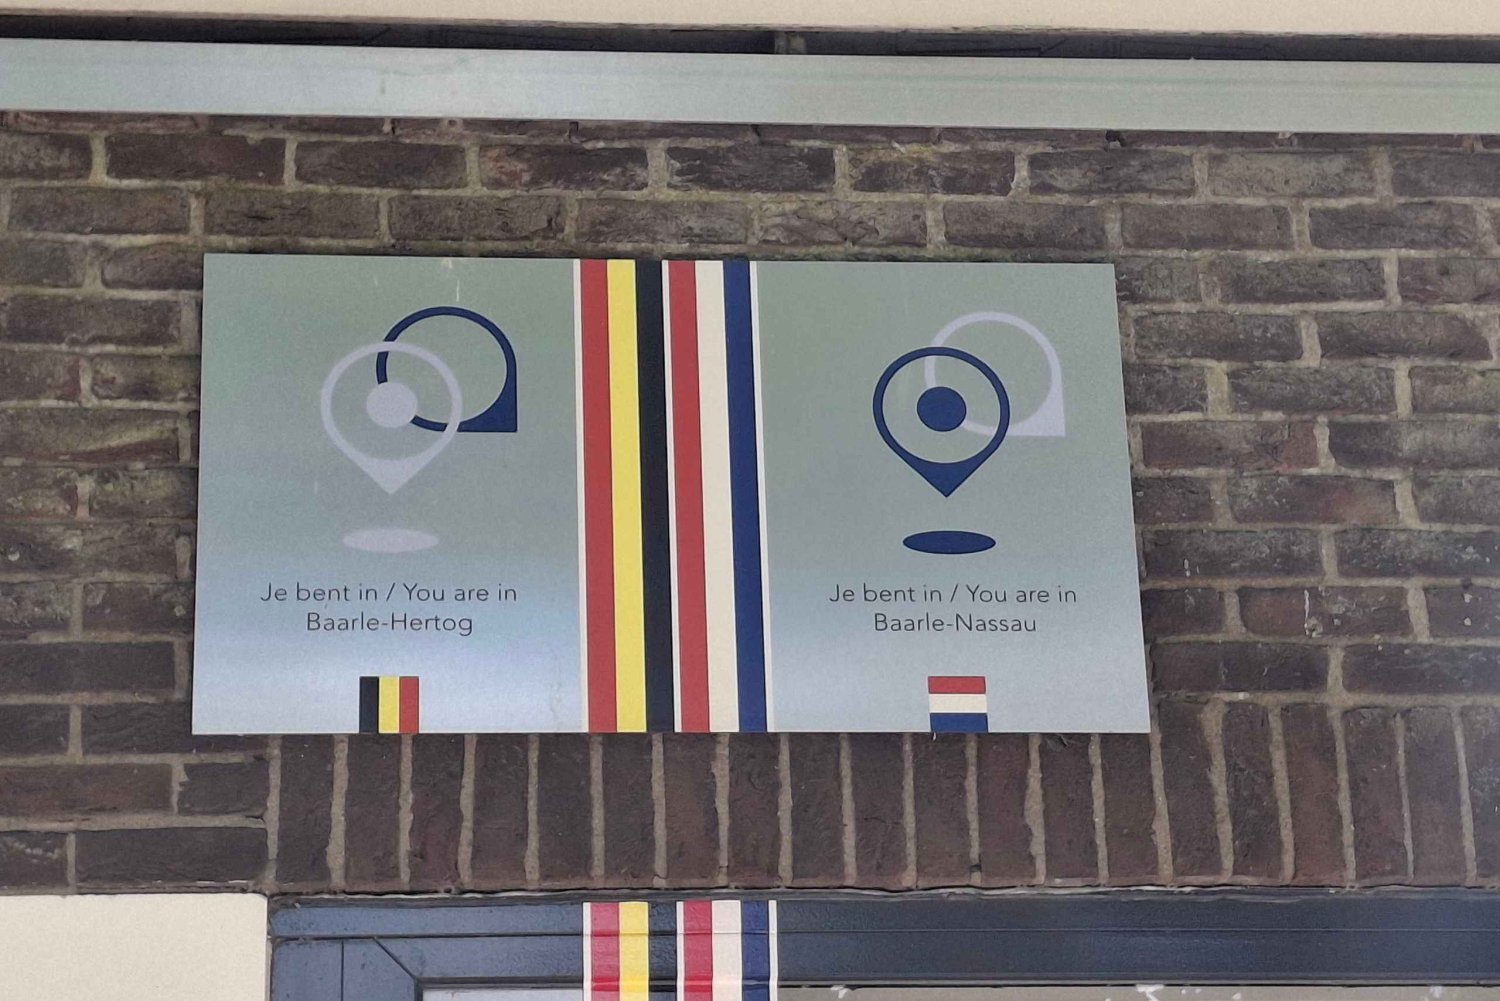 Je bent in / You are in
Baarle-Hertog
Je bent in / You are in
Baarle-Nassau